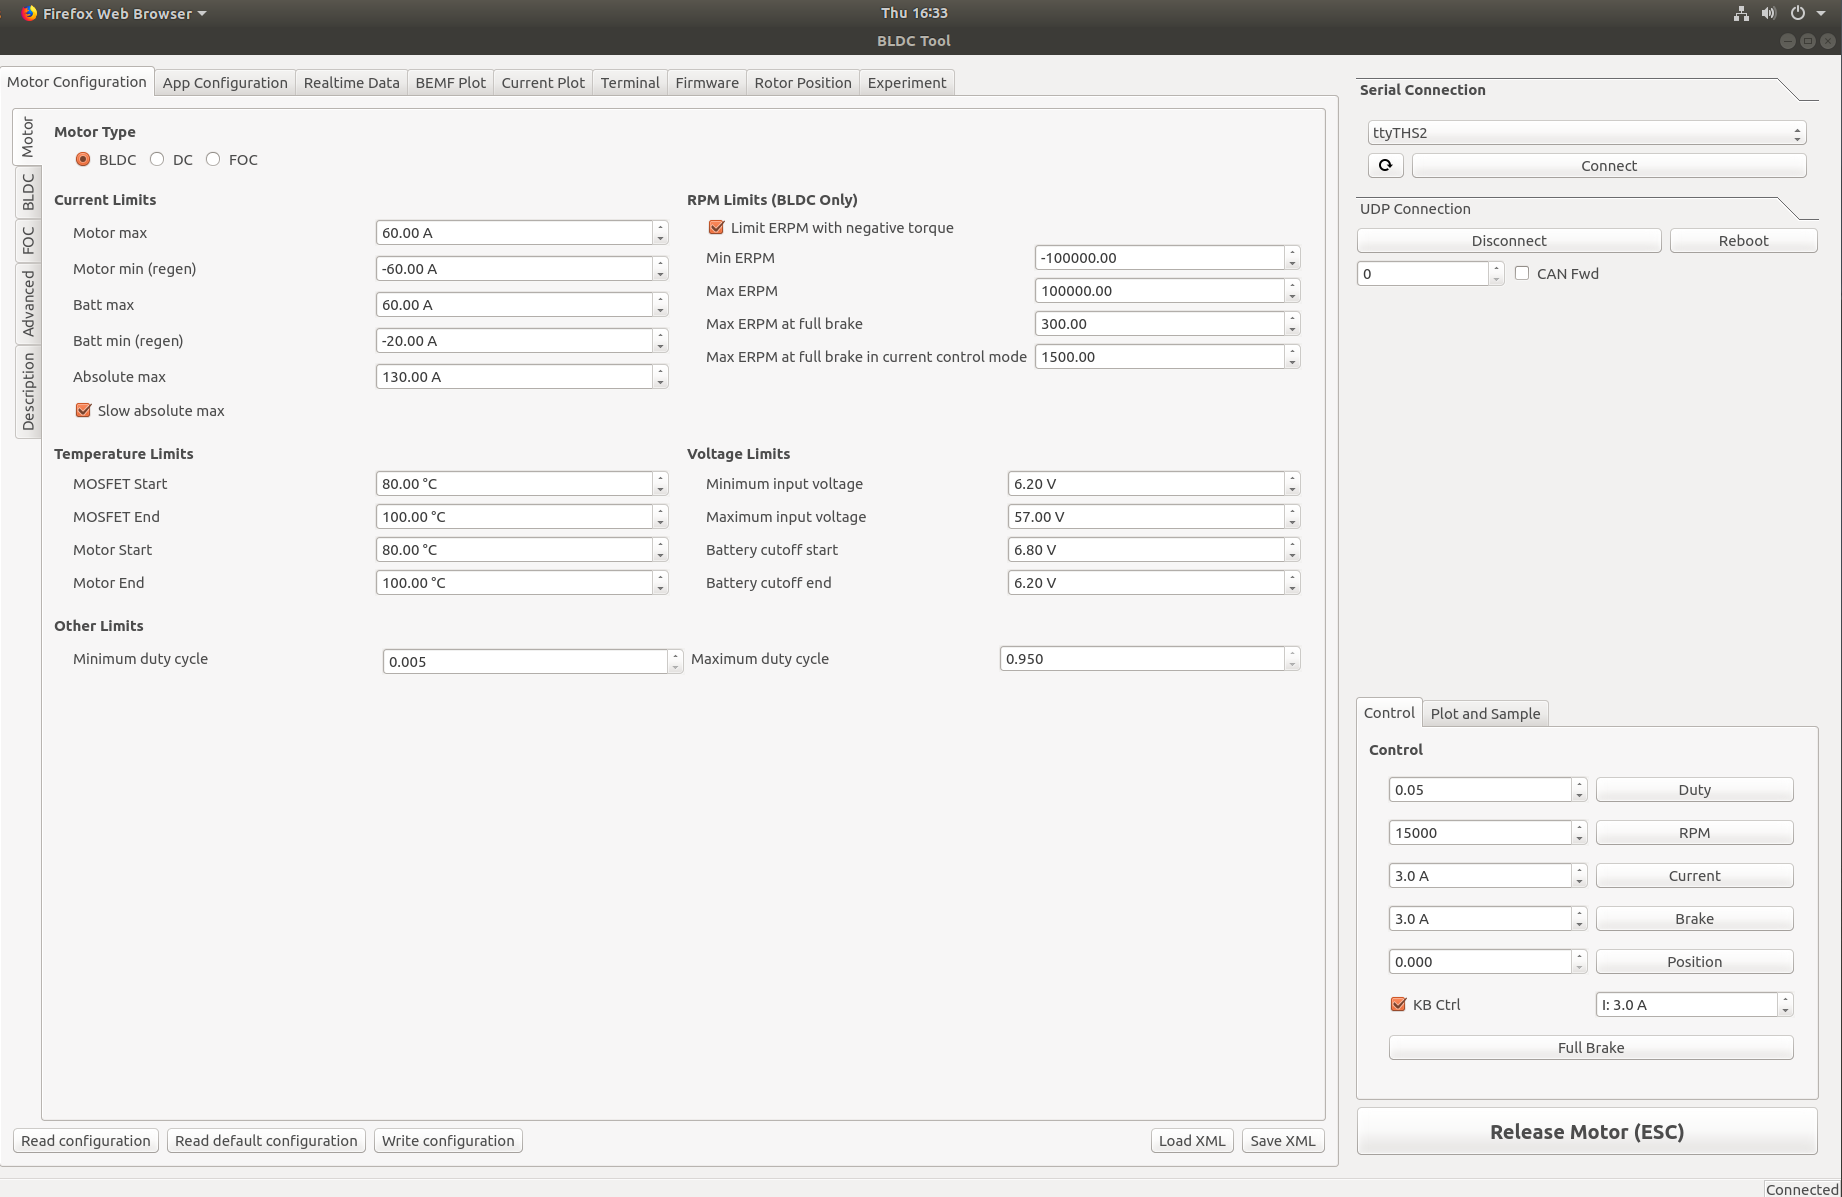 Firefox Web Browser
Thu 16:33
BLDC Tool
Motor Configuration
App Configuration
Realtime Data
BEMF Plot
Current Plot
Terminal
Firmware
Rotor Position
Experiment
Motor
BLDC
FOC
Advanced
Description
Motor Type
BLDC
DC
FOC
Current Limits
Motor max
60.00 A
Motor min (regen)
-60.00 A
Batt max
60.00 A
Batt min (regen)
-20.00 A
Absolute max
130.00 A
Slow absolute max
RPM Limits (BLDC Only)
Limit ERPM with negative torque
Min ERPM
-100000.00
Max ERPM
100000.00
Max ERPM at full brake
300.00
Max ERPM at full brake in current control mode
1500.00
Temperature Limits
MOSFET Start
80.00 °C
MOSFET End
100.00 °C
Motor Start
80.00 °C
Motor End
100.00 °C
Voltage Limits
Minimum input voltage
6.20 V
Maximum input voltage
57.00 V
Battery cutoff start
6.80 V
Battery cutoff end
6.20 V
Other Limits
Minimum duty cycle
0.005
Maximum duty cycle
0.950
Read configuration
Read default configuration
Write configuration
Load XML
Save XML
Serial Connection
ttyTHS2
Connect
UDP Connection
Disconnect
Reboot
0
CAN Fwd
Control
Plot and Sample
Control
0.05
Duty
15000
RPM
3.0 A
Current
3.0 A
Brake
0.000
Position
KB Ctrl
I: 3.0 A
Full Brake
Release Motor (ESC)
Connected